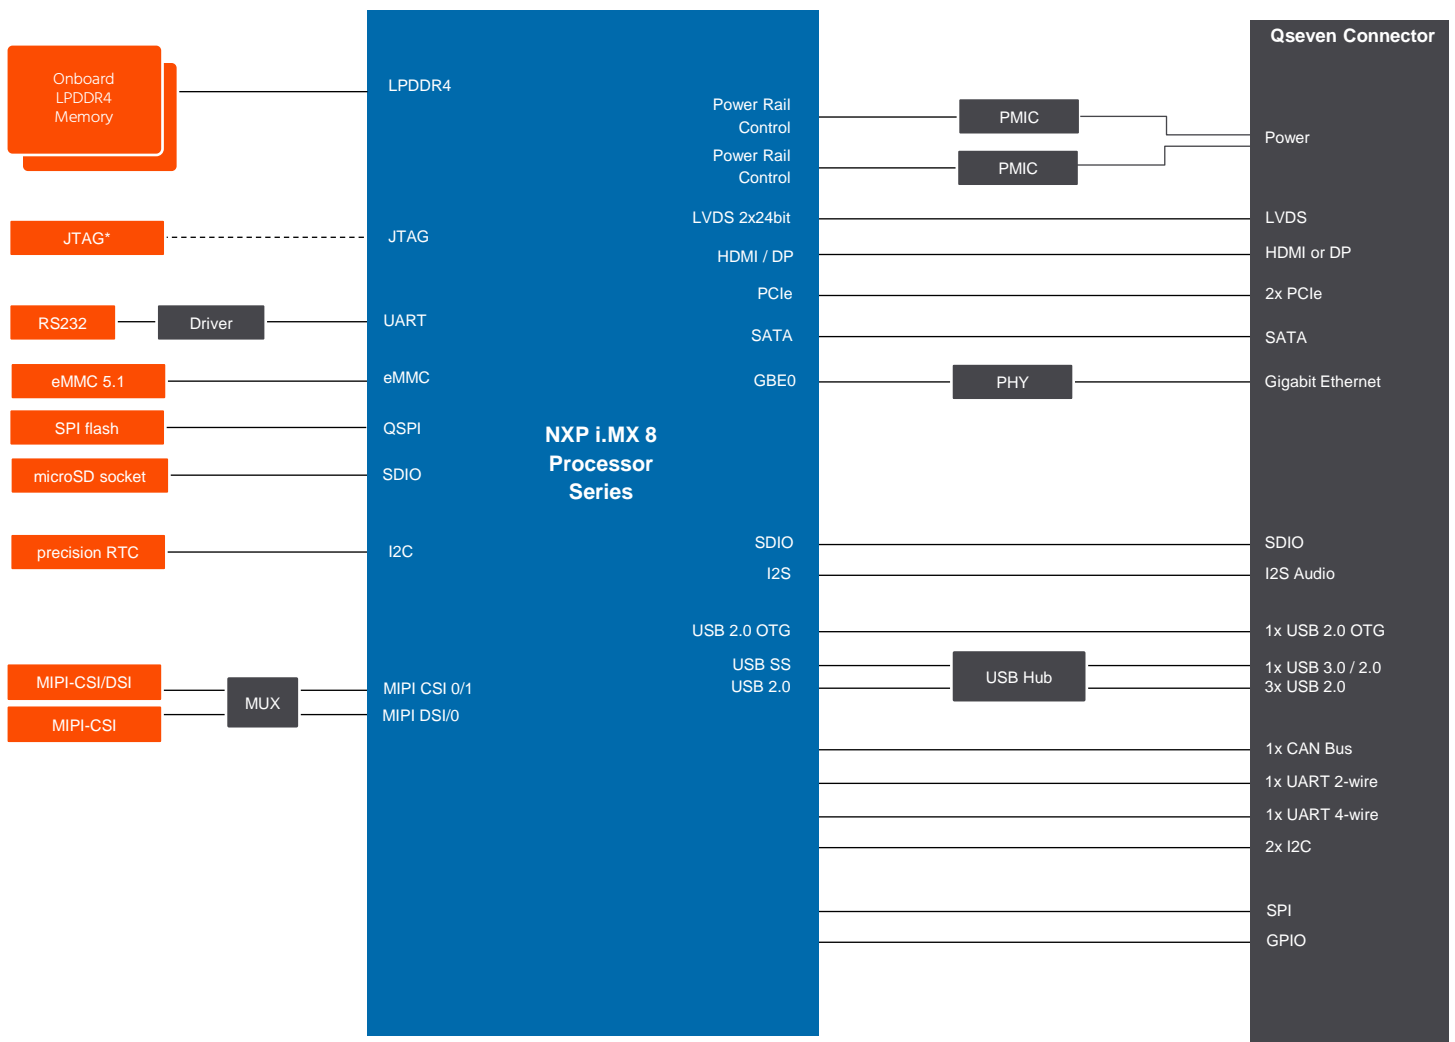 Onboard
LPDDR4
Memory
JTAG*
RS232
Driver
eMMC 5.1
SPI flash
microSD socket
precision RTC
MIPI-CSI/DSI
MIPI-CSI
MUX
LPDDR4
JTAG
UART
eMMC
QSPI
SDIO
I2C
MIPI CSI 0/1
MIPI DSI/0
NXP i.MX 8
Processor
Series
Power Rail
Control
Power Rail
Control
LVDS 2x24bit
HDMI / DP
PCIe
SATA
GBE0
SDIO
I2S
USB 2.0 OTG
USB SS
USB 2.0
PMIC
PMIC
PHY
USB Hub
Qseven Connector
Power
LVDS
HDMI or DP
2x PCIe
SATA
Gigabit Ethernet
SDIO
I2S Audio
1x USB 2.0 OTG
1x USB 3.0 / 2.0
3x USB 2.0
1x CAN Bus
1x UART 2-wire
1x UART 4-wire
2x I2C
SPI
GPIO